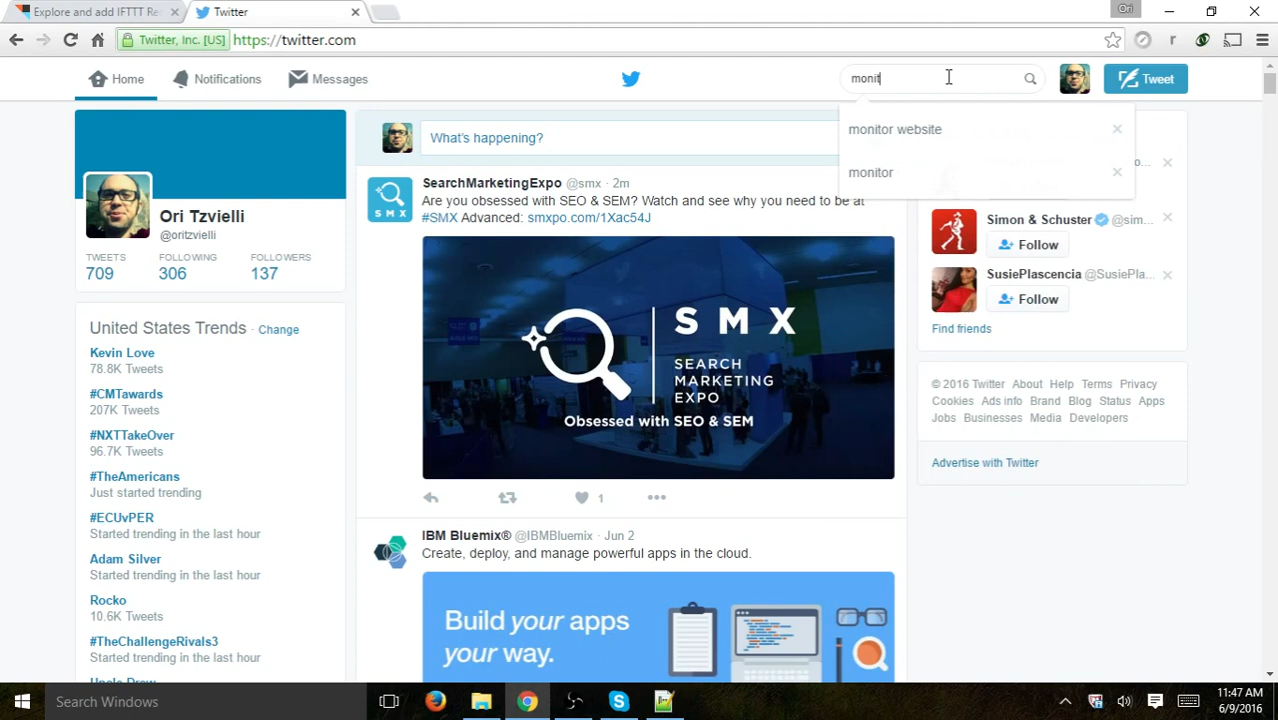 Explore and add IFTTT Re
Twitter
Ori
Twitter, Inc. [US]
https://twitter.com
Home
Notifications
Messages
monit
Tweet
monitor website
monitor
What's happening?
Ori Tzvielli
@oritzvielli
TWEETS
FOLLOWING
FOLLOWERS
709
306
137
United States Trends · Change
Kevin Love
78.8K Tweets
#CMTawards
207K Tweets
#NXTTakeOver
96.7K Tweets
#TheAmericans
Just started trending
#ECUvPER
Started trending in the last hour
Adam Silver
Started trending in the last hour
Rocko
10.6K Tweets
#TheChallengeRivals3
Started trending in the last hour
SearchMarketingExpo @smx · 2m
Are you obsessed with SEO & SEM? Watch and see why you need to be at
#SMX Advanced: smxpo.com/1Xac54J
SMX
SEARCH
MARKETING
EXPO
Obsessed with SEO & SEM
1
IBM Bluemix® @IBMBluemix · Jun 2
Create, deploy, and manage powerful apps in the cloud.
Build your apps
your way.
o...
Simon & Schuster @sim...
Follow
SusiePlascencia @SusiePla...
Follow
Find friends
© 2016 Twitter About Help Terms Privacy
Cookies Ads info Brand Blog Status Apps
Jobs Businesses Media Developers
Advertise with Twitter
Search Windows
11:47 AM
6/9/2016